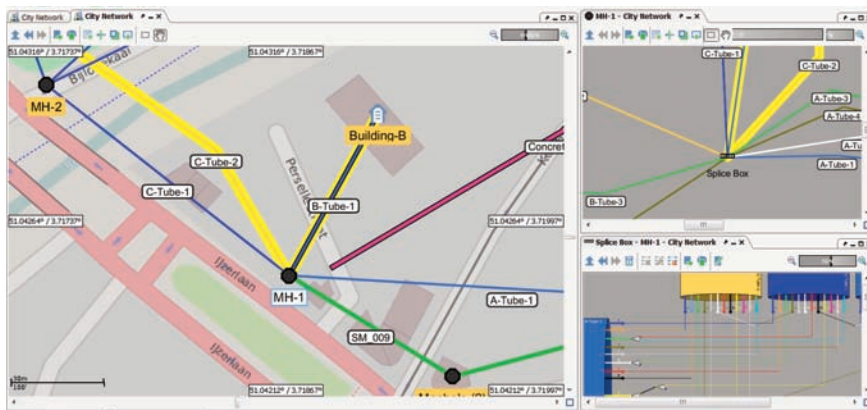 City Network
City Network
51.04316° / 3.71737°
51.04316° / 3.71867°
MH-2
Building-B
C-Tube-2
C-Tube-1
B-Tube-1
Concret
51.04264° / 3.71737°
51.04264° / 3.71997°
IJzerlaan
MH-1
A-Tube-1
SM_009
IJzerlaan
30m
100'
51.04212° / 3.71867°
51.04212° / 3.71997°
MH-1 - City Network
C-Tube-1
C-Tube-2
A-Tube-3
A-Tube-4
A-Tu
A-Tube-1
Splice Box
B-Tube-3
Splice Box - MH-1 - City Network